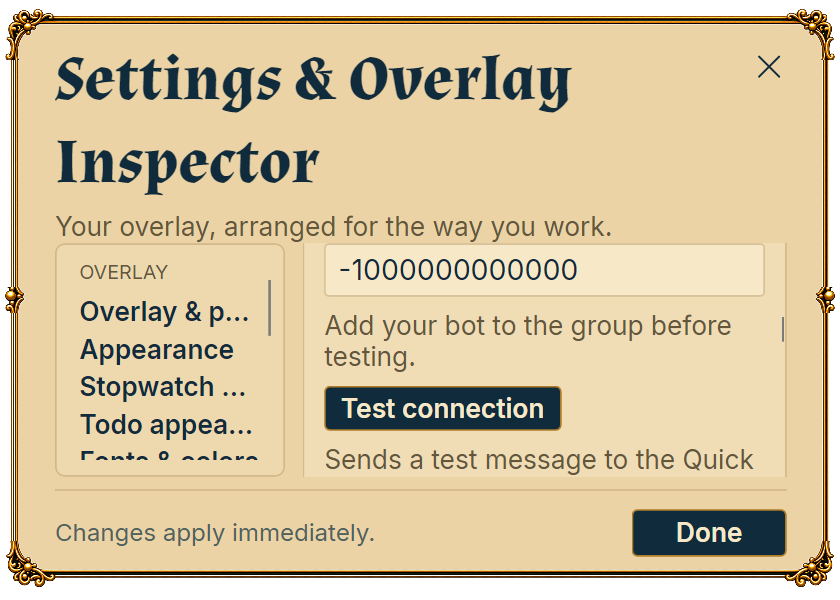 Settings & Overlay
Inspector
Your overlay, arranged for the way you work.
OVERLAY
Overlay & p...
Appearance
Stopwatch ...
Todo appea...
Fonts & colors
-1000000000000
Add your bot to the group before
testing.
Test connection
Sends a test message to the Quick
Changes apply immediately.
Done